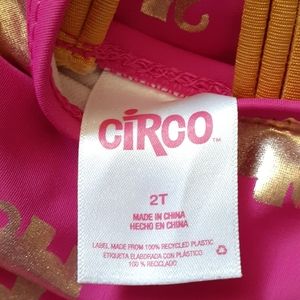 CIRCO™
2T
MADE IN CHINA
HECHO EN CHINA
LABEL MADE FROM 100% RECYCLED PLASTIC
ETIQUETA ELABORADA CON PLÁSTICO
100 % RECICLADO